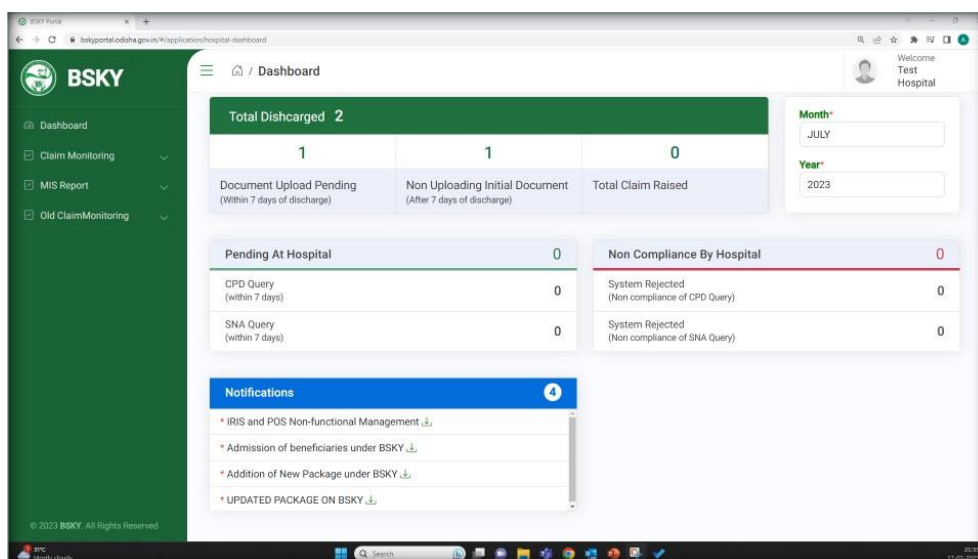 BSKY Portal
bskyportal.odisha.gov.in/#/application/hospital-dashboard
BSKY
/ Dashboard
Welcome
Test
Hospital
Dashboard
Claim Monitoring
MIS Report
Old ClaimMonitoring
Total Dishcarged 2
1
1
0
Document Upload Pending
(Within 7 days of discharge)
Non Uploading Initial Document
(After 7 days of discharge)
Total Claim Raised
Month*
JULY
Year*
2023
Pending At Hospital 0
CPD Query
(within 7 days)
0
SNA Query
(within 7 days)
0
Non Compliance By Hospital 0
System Rejected
(Non compliance of CPD Query)
0
System Rejected
(Non compliance of SNA Query)
0
Notifications 4
* IRIS and POS Non-functional Management
* Admission of beneficiaries under BSKY
* Addition of New Package under BSKY
* UPDATED PACKAGE ON BSKY
© 2023 BSKY. All Rights Reserved
31°C
Mostly cloudy
Search